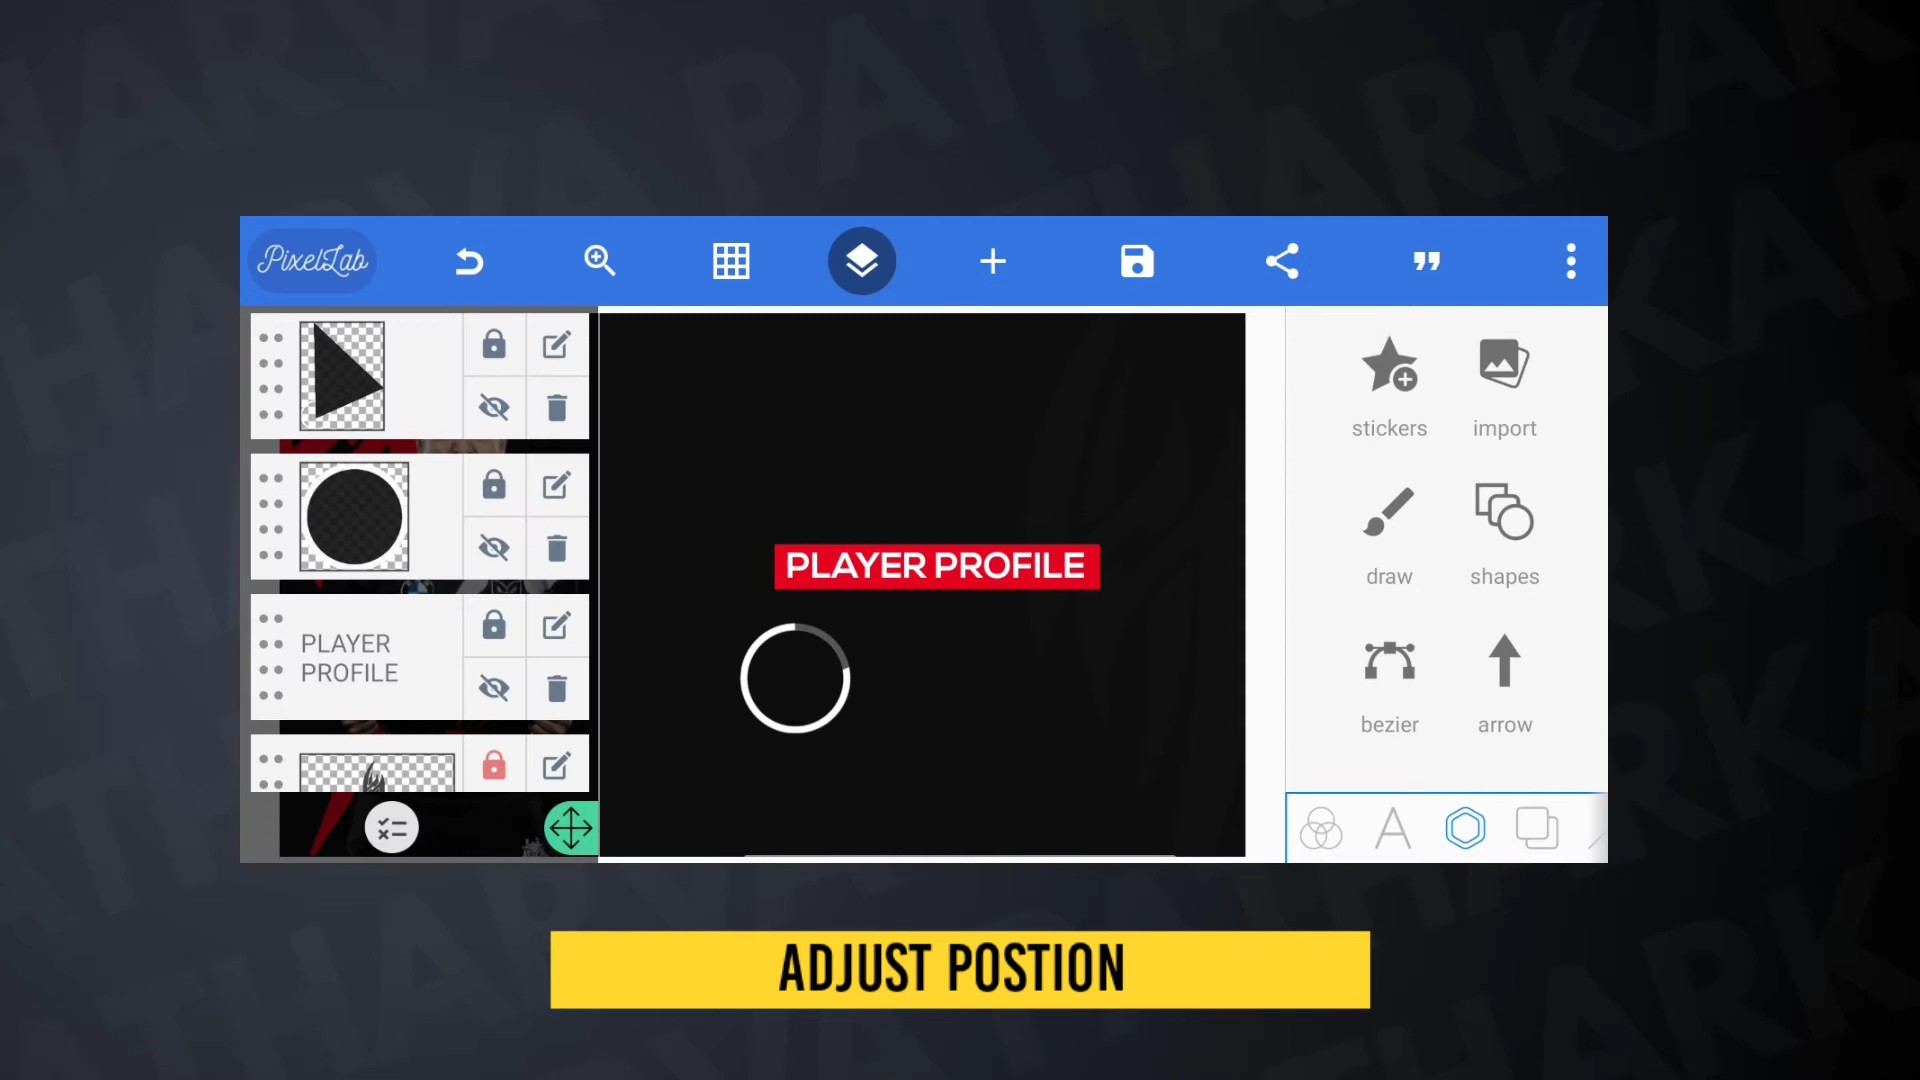 PixelLab
PLAYER
PROFILE
PLAYER PROFILE
stickers
import
draw
shapes
bezier
arrow
ADJUST POSTION